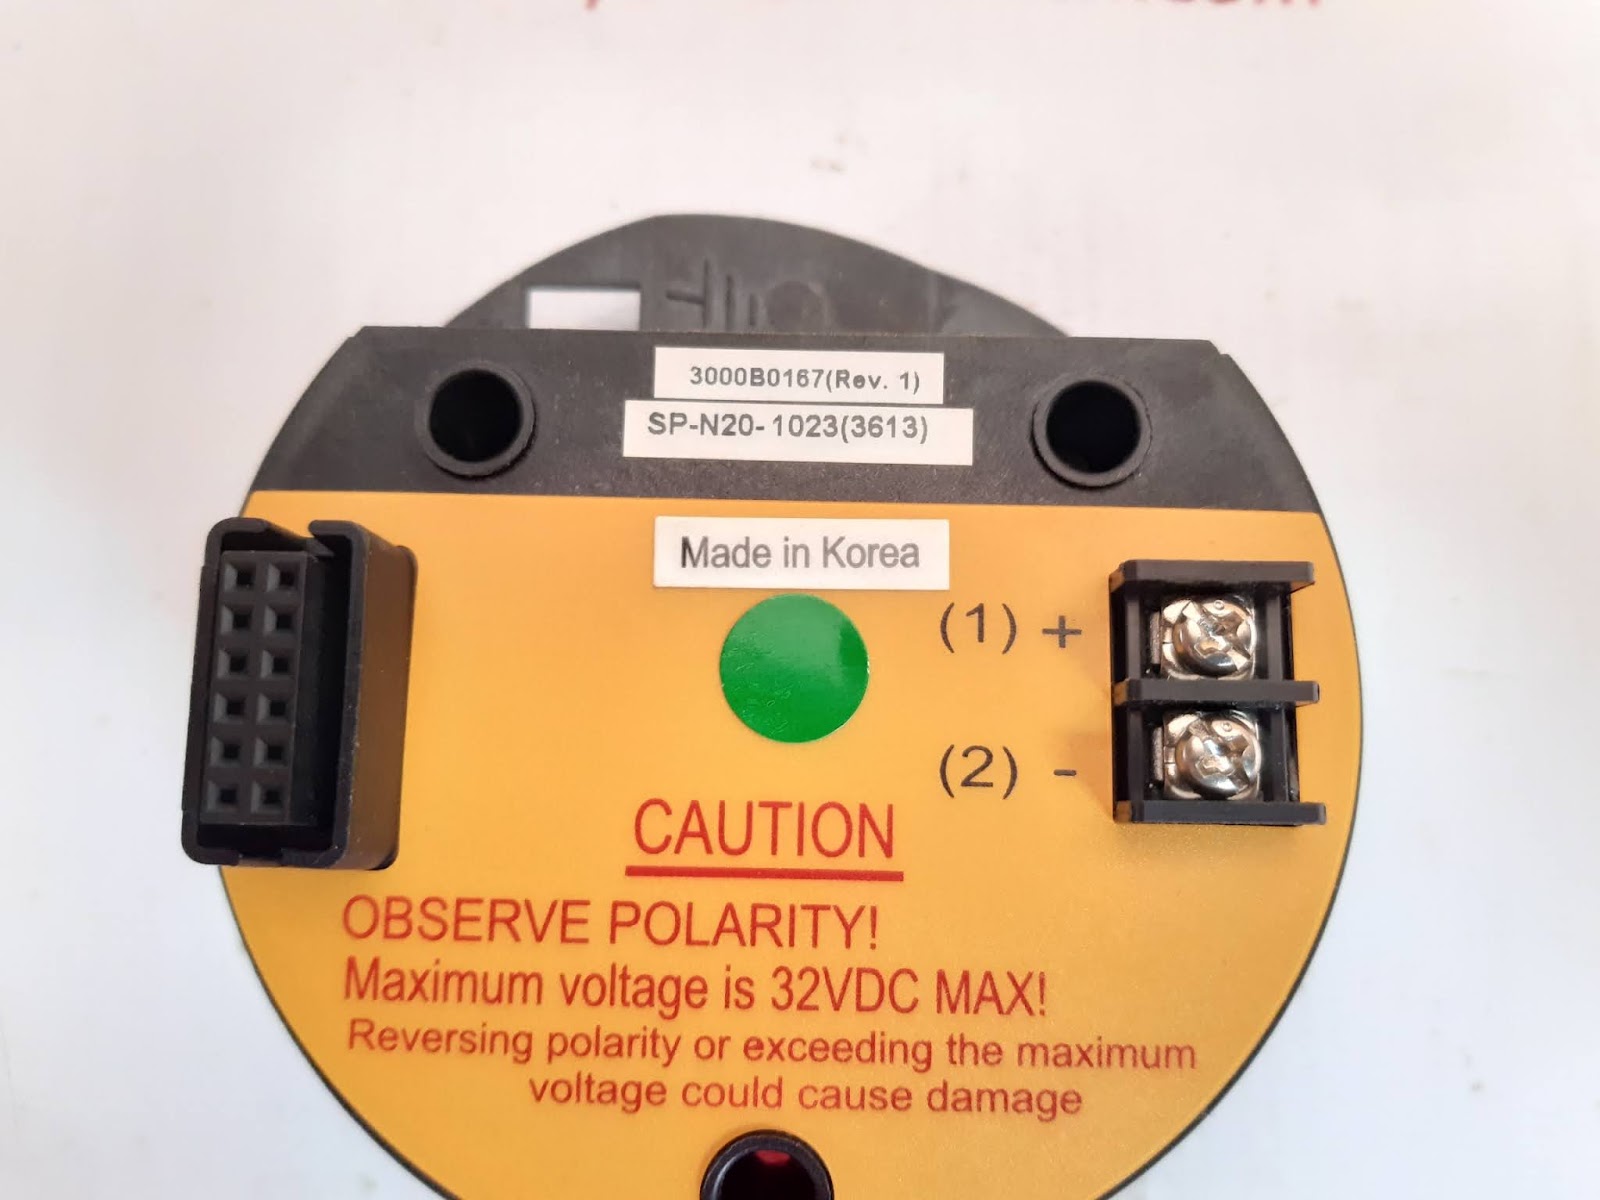 3000B0167(Rev. 1)
SP-N20-1023(3613)
Made in Korea
(1) +
(2) -
CAUTION
OBSERVE POLARITY!
Maximum voltage is 32VDC MAX!
Reversing polarity or exceeding the maximum
voltage could cause damage